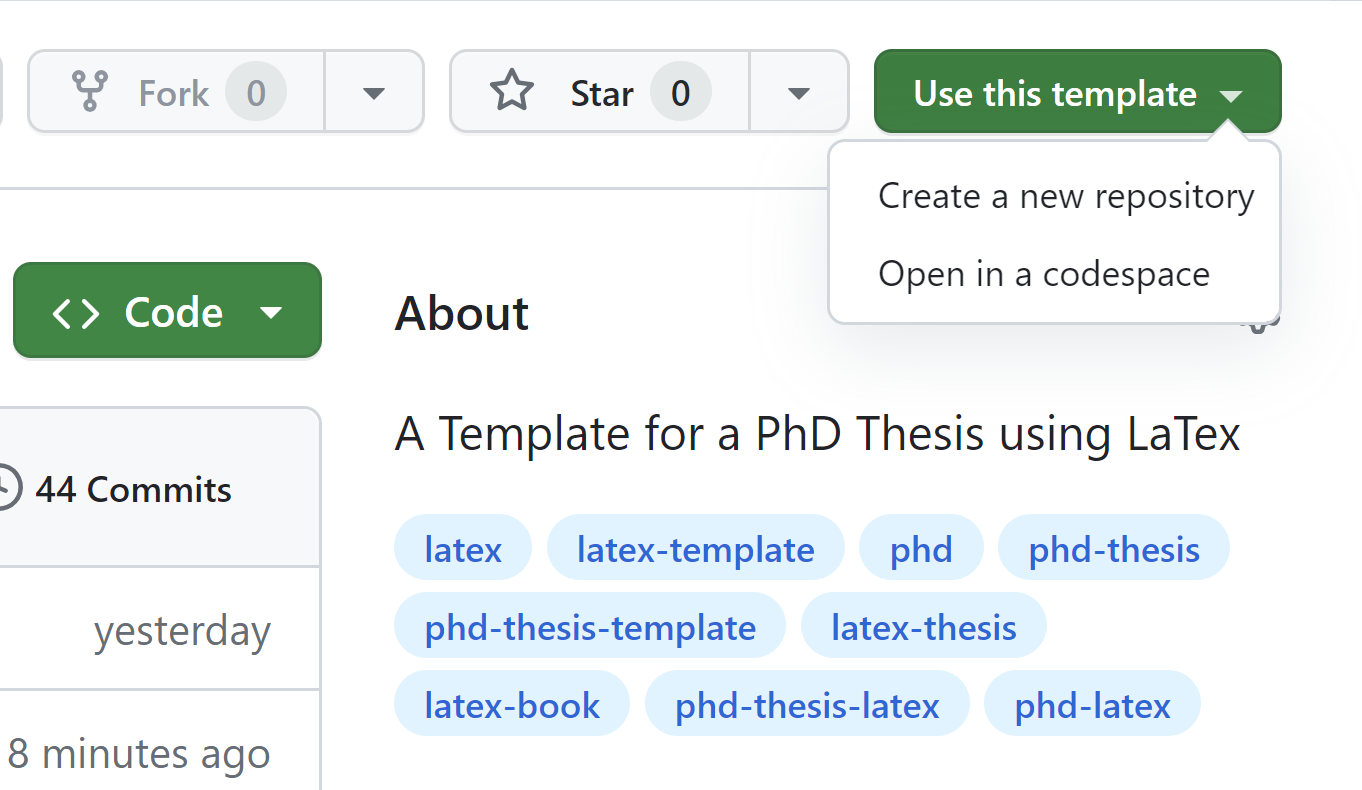 Fork 0
Star 0
Use this template
Create a new repository
Open in a codespace
Code
About
A Template for a PhD Thesis using LaTex
44 Commits
latex latex-template phd phd-thesis
phd-thesis-template latex-thesis
latex-book phd-thesis-latex phd-latex
yesterday
8 minutes ago